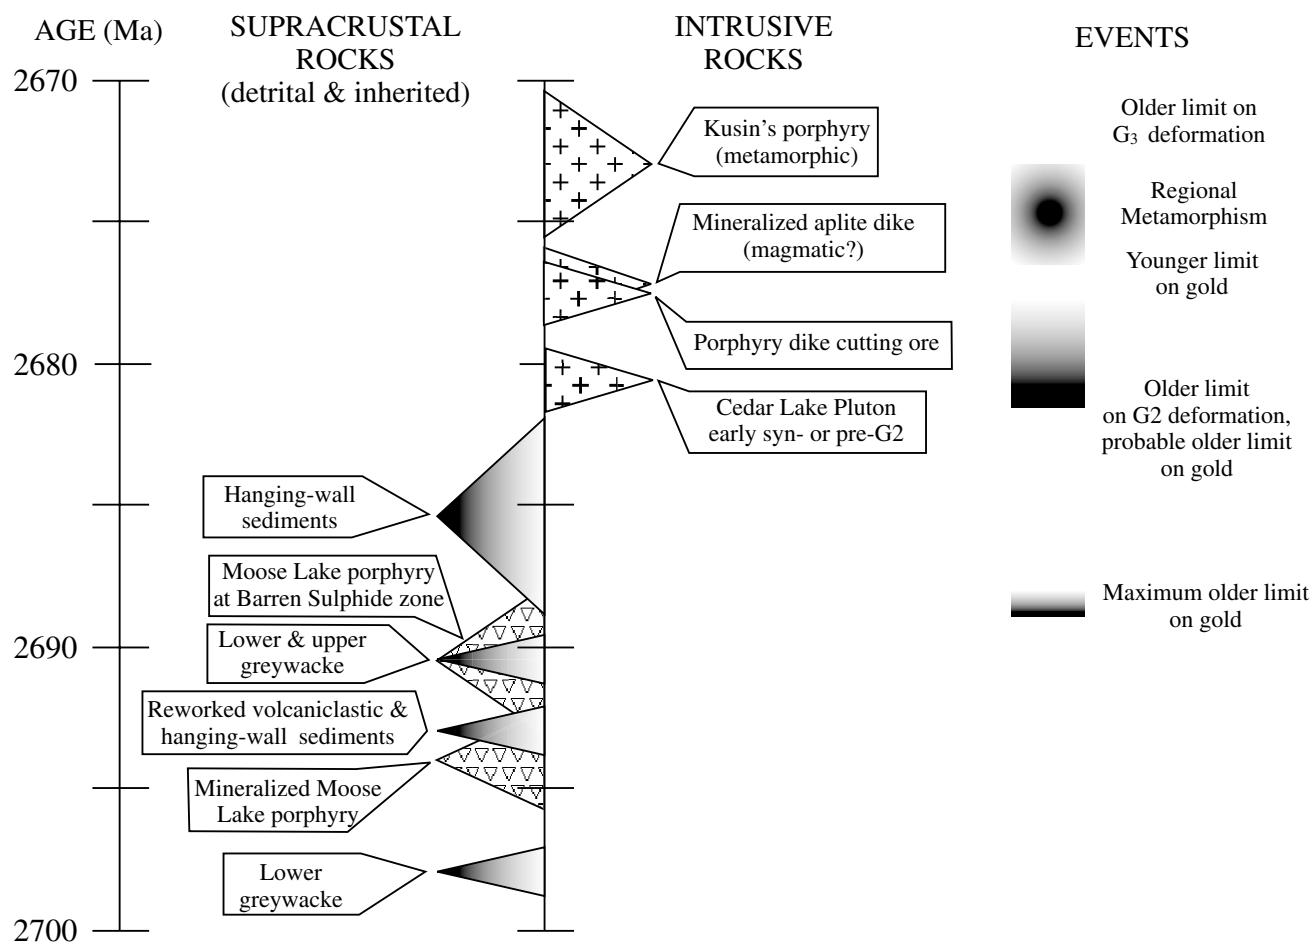 AGE (Ma)
SUPRACRUSTAL
ROCKS
(detrital & inherited)
INTRUSIVE
ROCKS
EVENTS
2670
2680
2690
2700
Hanging-wall
sediments
Moose Lake porphyry
at Barren Sulphide zone
Lower & upper
greywacke
Reworked volcaniclastic &
hanging-wall sediments
Mineralized Moose
Lake porphyry
Lower
greywacke
Kusin's porphyry
(metamorphic)
Mineralized aplite dike
(magmatic?)
Porphyry dike cutting ore
Cedar Lake Pluton
early syn- or pre-G2
Older limit on
G3 deformation
Regional
Metamorphism
Younger limit
on gold
Older limit
on G2 deformation,
probable older limit
on gold
Maximum older limit
on gold